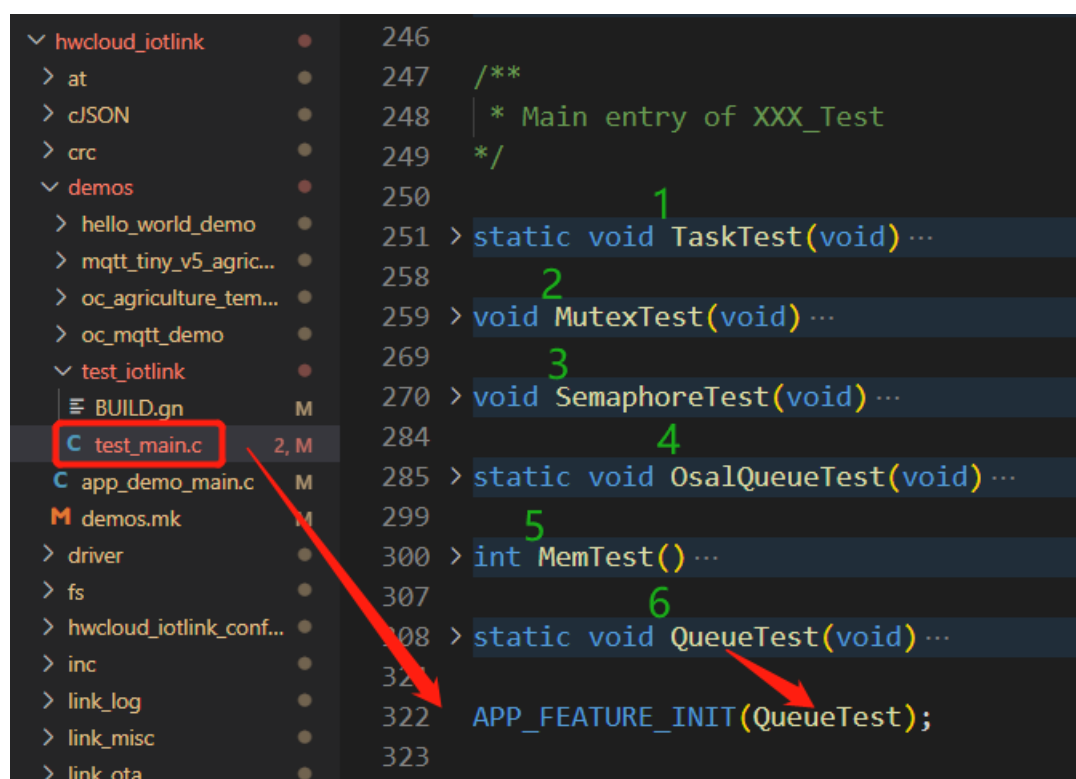 hwcloud_iotlink
at
cJSON
crc
demos
hello_world_demo
mqtt_tiny_v5_agric...
oc_agriculture_tem...
oc_mqtt_demo
test_iotlink
BUILD.gn M
C test_main.c 2, M
C app_demo_main.c M
M demos.mk M
driver
fs
hwcloud_iotlink_conf...
inc
link_log
link_misc
link_ota
246
247 /**
248 * Main entry of XXX_Test
249 */
250
1
251 > static void TaskTest(void)···
258
2
259 > void MutexTest(void)···
269
3
270 > void SemaphoreTest(void)···
284
4
285 > static void OsalQueueTest(void)···
299
5
300 > int MemTest()···
307
6
308 > static void QueueTest(void)···
321
322 APP_FEATURE_INIT(QueueTest);
323